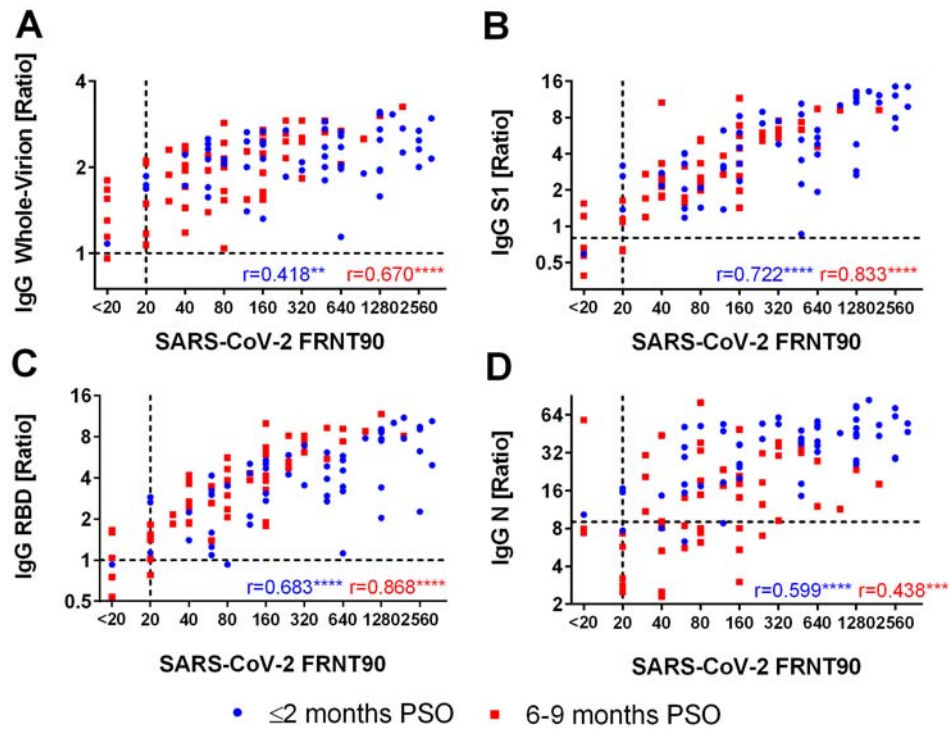 A
IgG Whole-Virion [Ratio]
4
2
1
r=0.418** r=0.670****
<20 20 40 80 160 320 640 1280 2560
SARS-CoV-2 FRNT90
B
IgG S1 [Ratio]
16
8
4
2
1
0.5
r=0.722**** r=0.833****
<20 20 40 80 160 320 640 1280 2560
SARS-CoV-2 FRNT90
C
IgG RBD [Ratio]
16
8
4
2
1
0.5
r=0.683**** r=0.868****
<20 20 40 80 160 320 640 1280 2560
SARS-CoV-2 FRNT90
D
IgG N [Ratio]
64
32
16
8
4
2
r=0.599**** r=0.438***
<20 20 40 80 160 320 640 1280 2560
SARS-CoV-2 FRNT90
≤2 months PSO 6-9 months PSO